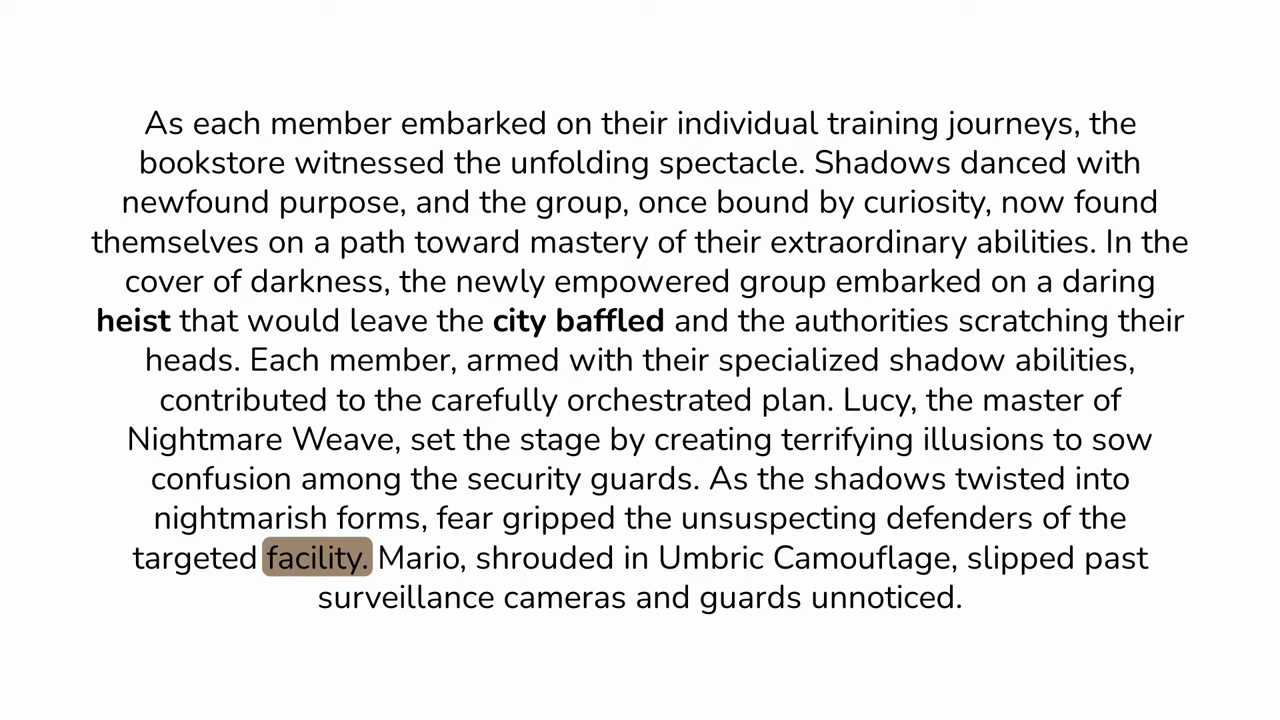 As each member embarked on their individual training journeys, the
bookstore witnessed the unfolding spectacle. Shadows danced with
newfound purpose, and the group, once bound by curiosity, now found
themselves on a path toward mastery of their extraordinary abilities. In the
cover of darkness, the newly empowered group embarked on a daring
heist that would leave the city baffled and the authorities scratching their
heads. Each member, armed with their specialized shadow abilities,
contributed to the carefully orchestrated plan. Lucy, the master of
Nightmare Weave, set the stage by creating terrifying illusions to sow
confusion among the security guards. As the shadows twisted into
nightmarish forms, fear gripped the unsuspecting defenders of the
targeted facility. Mario, shrouded in Umbric Camouflage, slipped past
surveillance cameras and guards unnoticed.